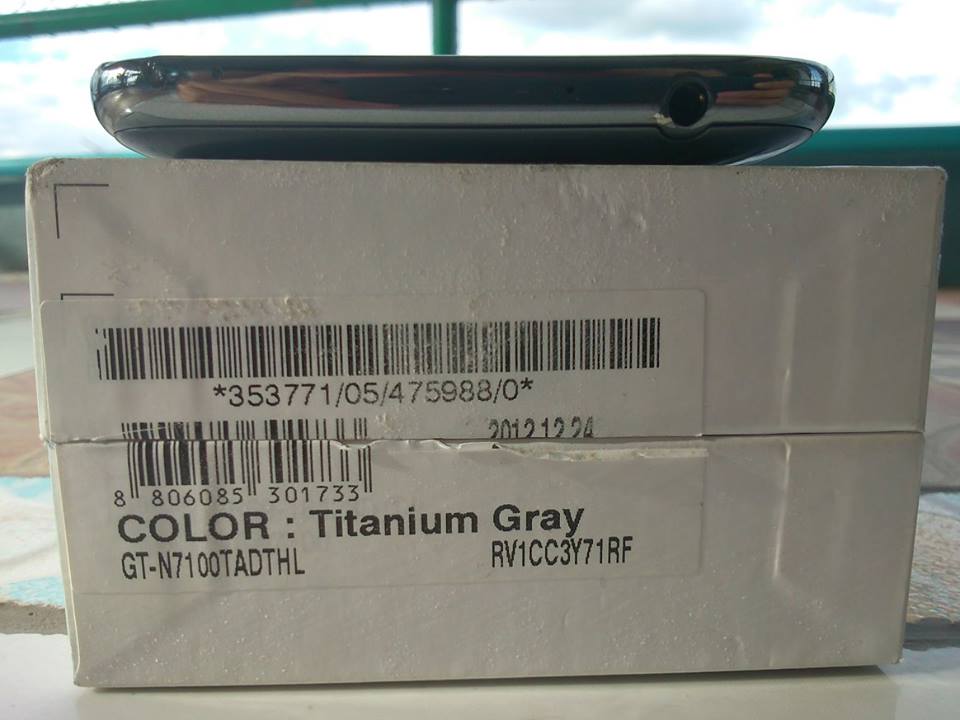 *353771/05/475988/0*
2012.12.24
8 806085 301733
COLOR : Titanium Gray
GT-N7100TADTHL
RV1CC3Y71RF